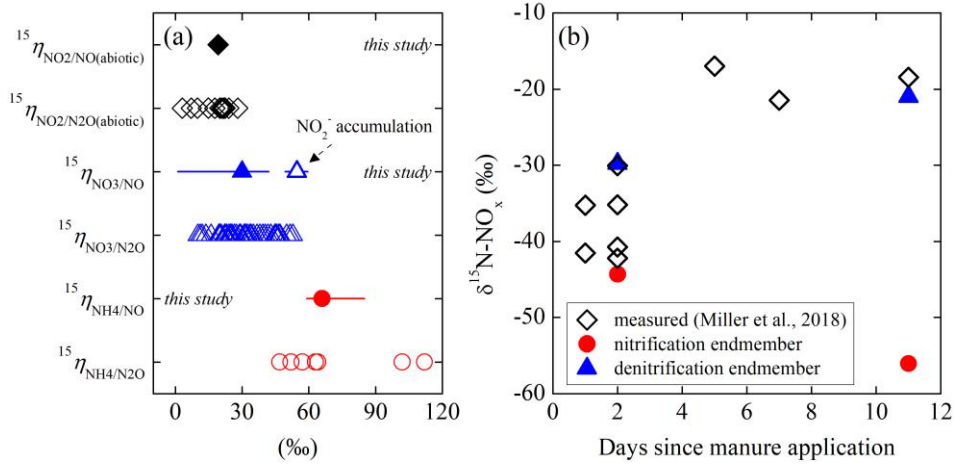 (a)
15η NO2/NO(abiotic)
this study
15η NO2/N2O(abiotic)
NO2- accumulation
15η NO3/NO
this study
15η NO3/N2O
15η NH4/NO
this study
15η NH4/N2O
0 30 60 90 120
(‰)
(b)
δ15N-NOx (‰)
-10
-20
-30
-40
-50
-60
measured (Miller et al., 2018)
nitrification endmember
denitrification endmember
0 2 4 6 8 10 12
Days since manure application